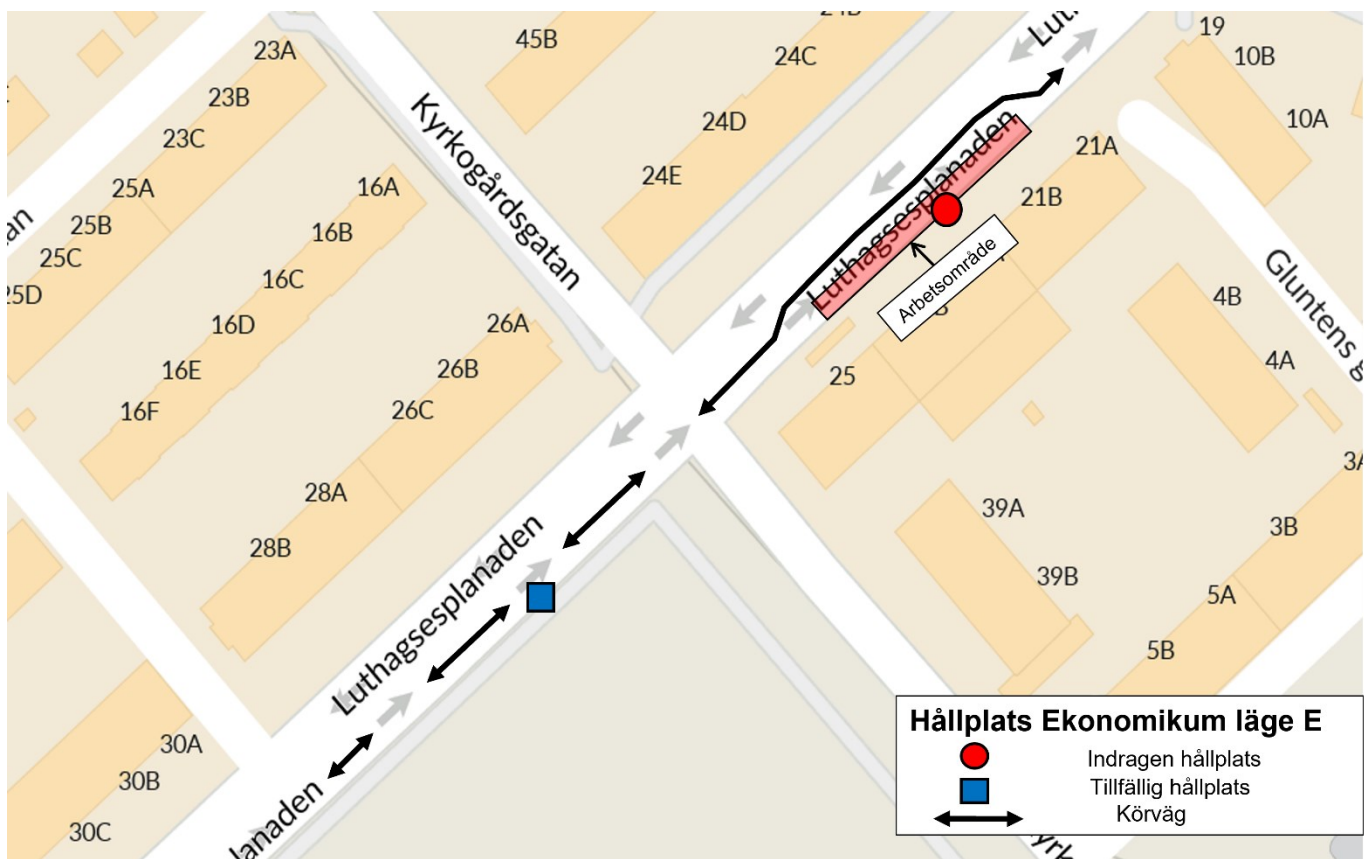 45B
24C
19
10B
10A
23A
23B
23C
25A
25B
25C
24D
24E
Kyrkogårdsgatan
16A
16B
16C
16D
16E
16F
26A
26B
26C
28A
28B
Luthagsesplanaden
21A
21B
Arbetsområde
25
Gluntens
4B
4A
39A
39B
3B
5A
5B
Luthagsesplanaden
30A
30B
30C
Hållplats Ekonomikum läge E
Indragen hållplats
Tillfällig hållplats
Körväg